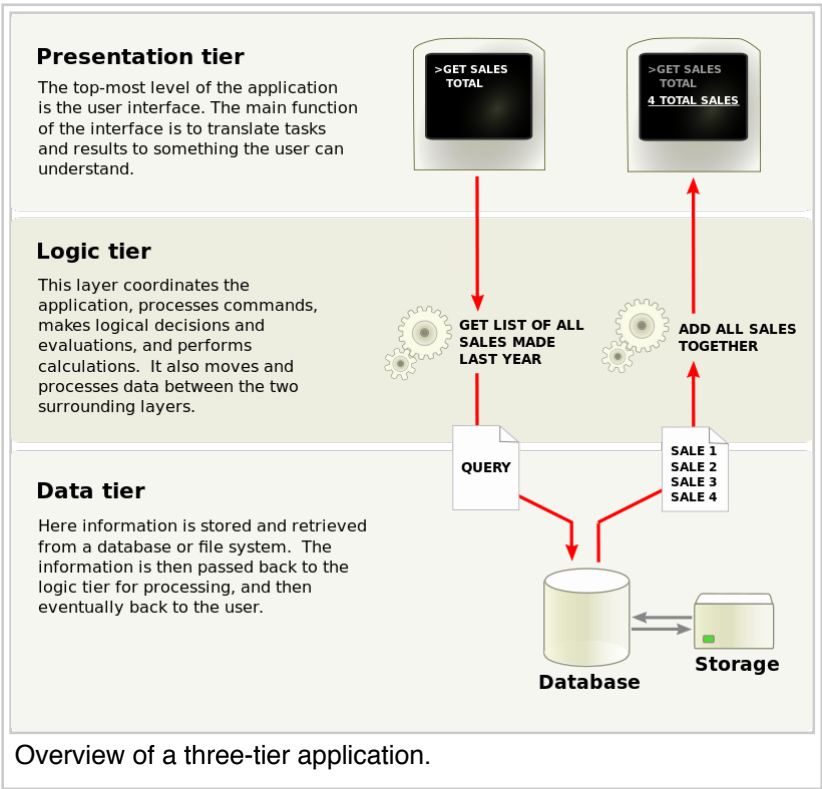 Presentation tier
The top-most level of the application
is the user interface. The main function
of the interface is to translate tasks
and results to something the user can
understand.
>GET SALES
TOTAL
>GET SALES
TOTAL
4 TOTAL SALES
Logic tier
This layer coordinates the
application, processes commands,
makes logical decisions and
evaluations, and performs
calculations.  It also moves and
processes data between the two
surrounding layers.
GET LIST OF ALL
SALES MADE
LAST YEAR
ADD ALL SALES
TOGETHER
QUERY
SALE 1
SALE 2
SALE 3
SALE 4
Data tier
Here information is stored and retrieved
from a database or file system.  The
information is then passed back to the
logic tier for processing, and then
eventually back to the user.
Database
Storage
Overview of a three-tier application.